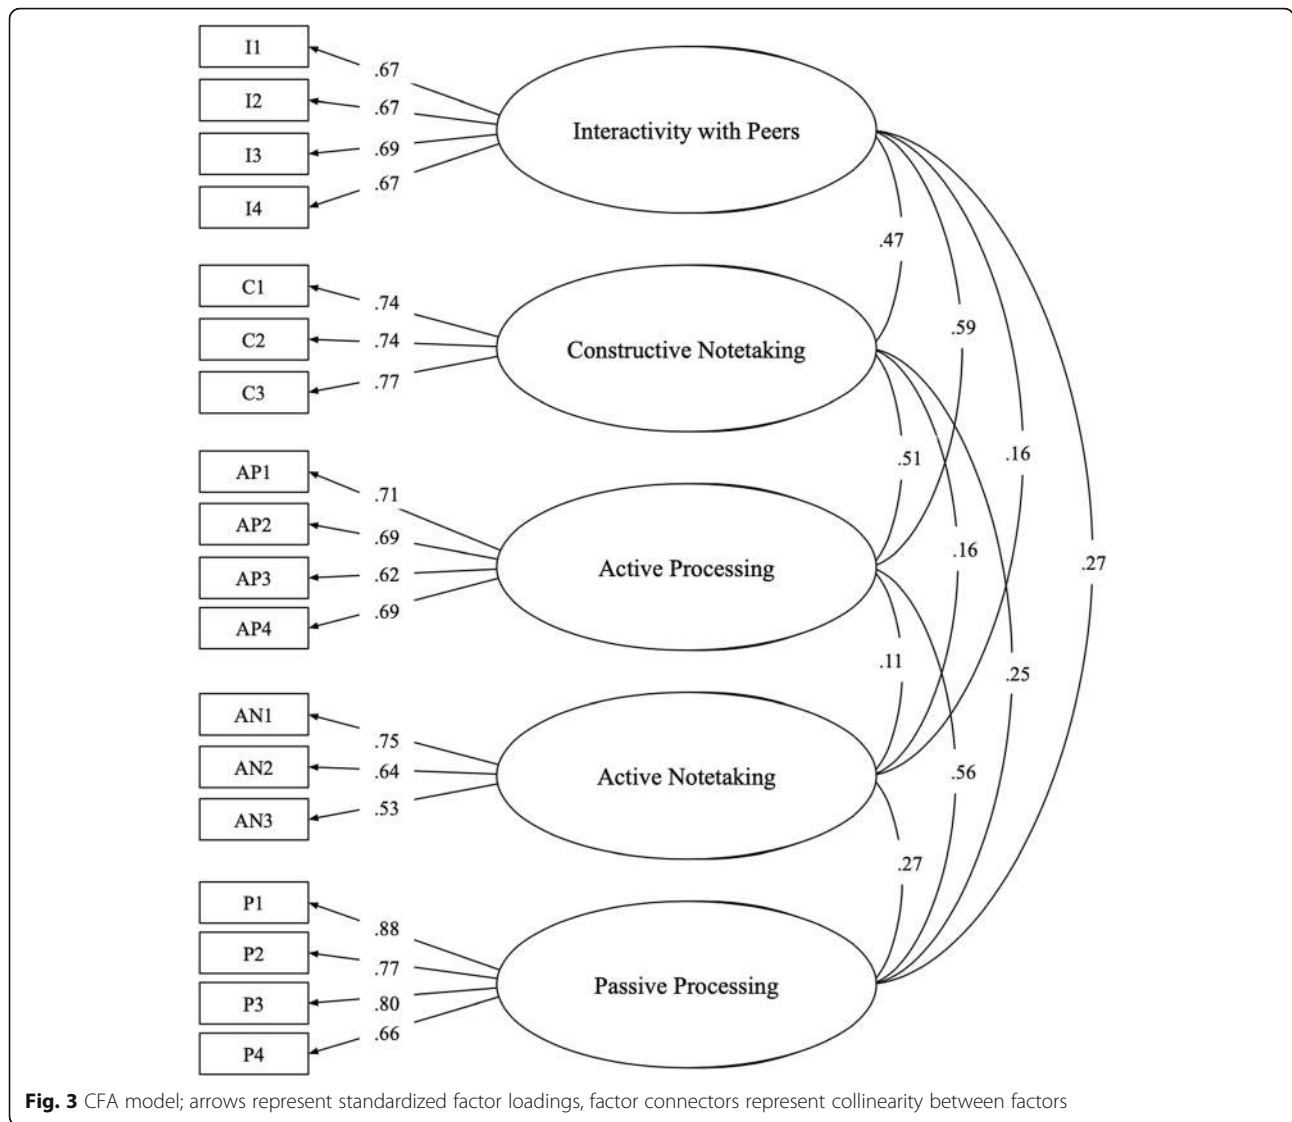 I1
.67
I2
.67
Interactivity with Peers
I3
.69
I4
.67
.47
C1
.74
.59
C2
.74
Constructive Notetaking
C3
.77
.51
.16
AP1
.71
AP2
.69
.16
.27
AP3
.62
Active Processing
AP4
.69
.11
.25
AN1
.75
AN2
.64
Active Notetaking
.56
AN3
.53
.27
P1
.88
P2
.77
Passive Processing
P3
.80
P4
.66
Fig. 3 CFA model; arrows represent standardized factor loadings, factor connectors represent collinearity between factors